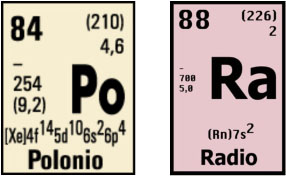 84 (210)
4,6
–
254
(9,2) Po
[Xe]4f¹⁴5d¹⁰6s²6p⁴
Polonio
88 (226)
2
-
700
5,0
Ra
(Rn)7s²
Radio